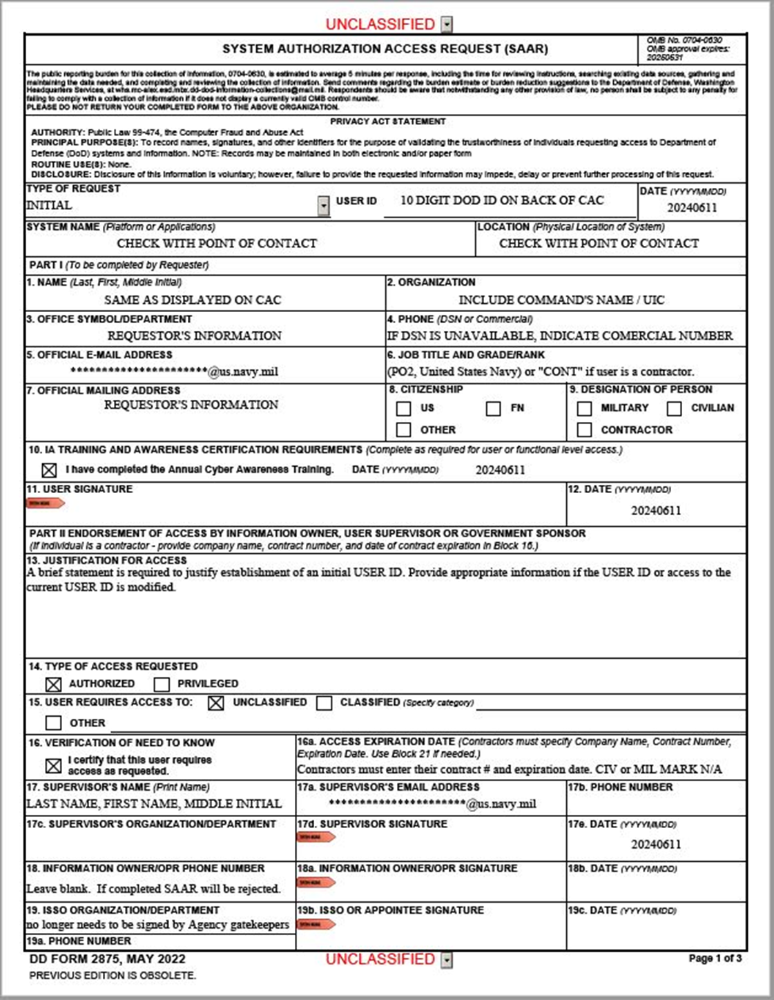 UNCLASSIFIED
SYSTEM AUTHORIZATION ACCESS REQUEST (SAAR)
OMB No. 0704-0630
OMB approval expires:
20250531
The public reporting burden for this collection of information, 0704-0630, is estimated to average 5 minutes per response, including the time for reviewing instructions, searching existing data sources, gathering and
maintaining the data needed, and completing and reviewing the collection of information. Send comments regarding the burden estimate or burden reduction suggestions to the Department of Defense, Washington
Headquarters Services, at whs.mc-alex.esd.mbx.dd-dod-information-collections@mail.mil. Respondents should be aware that notwithstanding any other provision of law, no person shall be subject to any penalty for
failing to comply with a collection of information if it does not display a currently valid OMB control number.
PLEASE DO NOT RETURN YOUR COMPLETED FORM TO THE ABOVE ORGANIZATION.
PRIVACY ACT STATEMENT
AUTHORITY: Public Law 99-474, the Computer Fraud and Abuse Act
PRINCIPAL PURPOSE(S): To record names, signatures, and other identifiers for the purpose of validating the trustworthiness of individuals requesting access to Department of
Defense (DoD) systems and information. NOTE: Records may be maintained in both electronic and/or paper form
ROUTINE USE(S): None.
DISCLOSURE: Disclosure of this information is voluntary; however, failure to provide the requested information may impede, delay or prevent further processing of this request.
TYPE OF REQUEST
INITIAL
USER ID 10 DIGIT DOD ID ON BACK OF CAC
DATE (YYYYMMDD)
20240611
SYSTEM NAME (Platform or Applications)
CHECK WITH POINT OF CONTACT
LOCATION (Physical Location of System)
CHECK WITH POINT OF CONTACT
PART I (To be completed by Requester)
1. NAME (Last, First, Middle Initial)
SAME AS DISPLAYED ON CAC
2. ORGANIZATION
INCLUDE COMMAND'S NAME / UIC
3. OFFICE SYMBOL/DEPARTMENT
REQUESTOR'S INFORMATION
4. PHONE (DSN or Commercial)
IF DSN IS UNAVAILABLE, INDICATE COMERCIAL NUMBER
5. OFFICIAL E-MAIL ADDRESS
**********************@us.navy.mil
6. JOB TITLE AND GRADE/RANK
(PO2, United States Navy) or "CONT" if user is a contractor.
7. OFFICIAL MAILING ADDRESS
REQUESTOR'S INFORMATION
8. CITIZENSHIP
US FN
OTHER
9. DESIGNATION OF PERSON
MILITARY CIVILIAN
CONTRACTOR
10. IA TRAINING AND AWARENESS CERTIFICATION REQUIREMENTS (Complete as required for user or functional level access.)
I have completed the Annual Cyber Awareness Training. DATE (YYYYMMDD) 20240611
11. USER SIGNATURE
12. DATE (YYYYMMDD)
20240611
PART II ENDORSEMENT OF ACCESS BY INFORMATION OWNER, USER SUPERVISOR OR GOVERNMENT SPONSOR
(If individual is a contractor - provide company name, contract number, and date of contract expiration in Block 16.)
13. JUSTIFICATION FOR ACCESS
A brief statement is required to justify establishment of an initial USER ID. Provide appropriate information if the USER ID or access to the
current USER ID is modified.
14. TYPE OF ACCESS REQUESTED
AUTHORIZED PRIVILEGED
15. USER REQUIRES ACCESS TO: UNCLASSIFIED CLASSIFIED (Specify category)
OTHER
16. VERIFICATION OF NEED TO KNOW
I certify that this user requires
access as requested.
16a. ACCESS EXPIRATION DATE (Contractors must specify Company Name, Contract Number,
Expiration Date. Use Block 21 if needed.)
Contractors must enter their contract # and expiration date. CIV or MIL MARK N/A
17. SUPERVISOR'S NAME (Print Name)
LAST NAME, FIRST NAME, MIDDLE INITIAL
17a. SUPERVISOR'S EMAIL ADDRESS
**********************@us.navy.mil
17b. PHONE NUMBER
17c. SUPERVISOR'S ORGANIZATION/DEPARTMENT
17d. SUPERVISOR SIGNATURE
17e. DATE (YYYYMMDD)
20240611
18. INFORMATION OWNER/OPR PHONE NUMBER
Leave blank. If completed SAAR will be rejected.
18a. INFORMATION OWNER/OPR SIGNATURE
18b. DATE (YYYYMMDD)
19. ISSO ORGANIZATION/DEPARTMENT
no longer needs to be signed by Agency gatekeepers
19b. ISSO OR APPOINTEE SIGNATURE
19c. DATE (YYYYMMDD)
19a. PHONE NUMBER
DD FORM 2875, MAY 2022
UNCLASSIFIED
Page 1 of 3
PREVIOUS EDITION IS OBSOLETE.